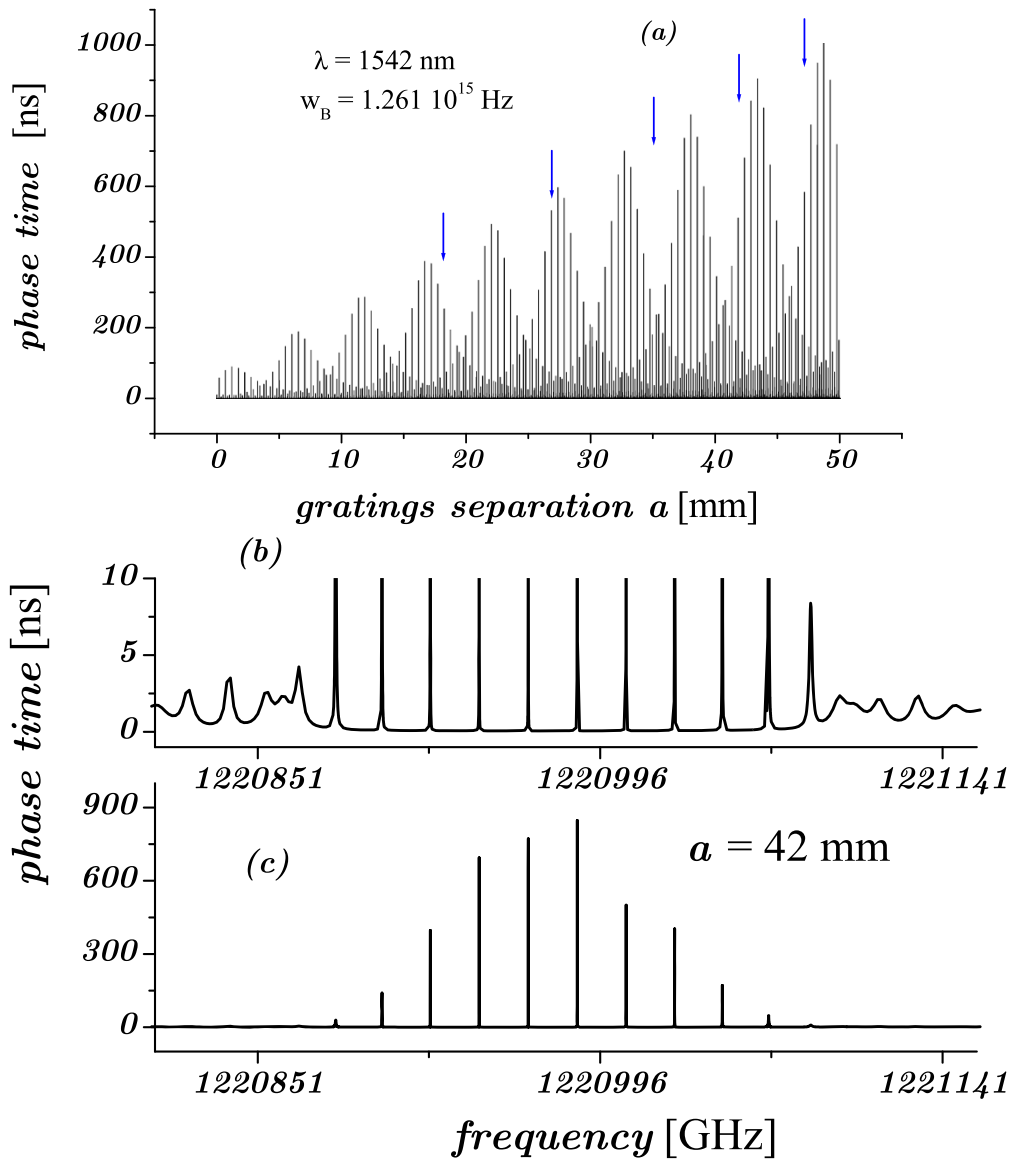 (a)
λ = 1542 nm
w_B = 1.261 10^15 Hz
phase time [ns]
1000
800
600
400
200
0
0 10 20 30 40 50
gratings separation a [mm]
(b)
phase time [ns]
10
5
0
1220851 1220996 1221141
(c)
a = 42 mm
900
600
300
0
1220851 1220996 1221141
frequency [GHz]